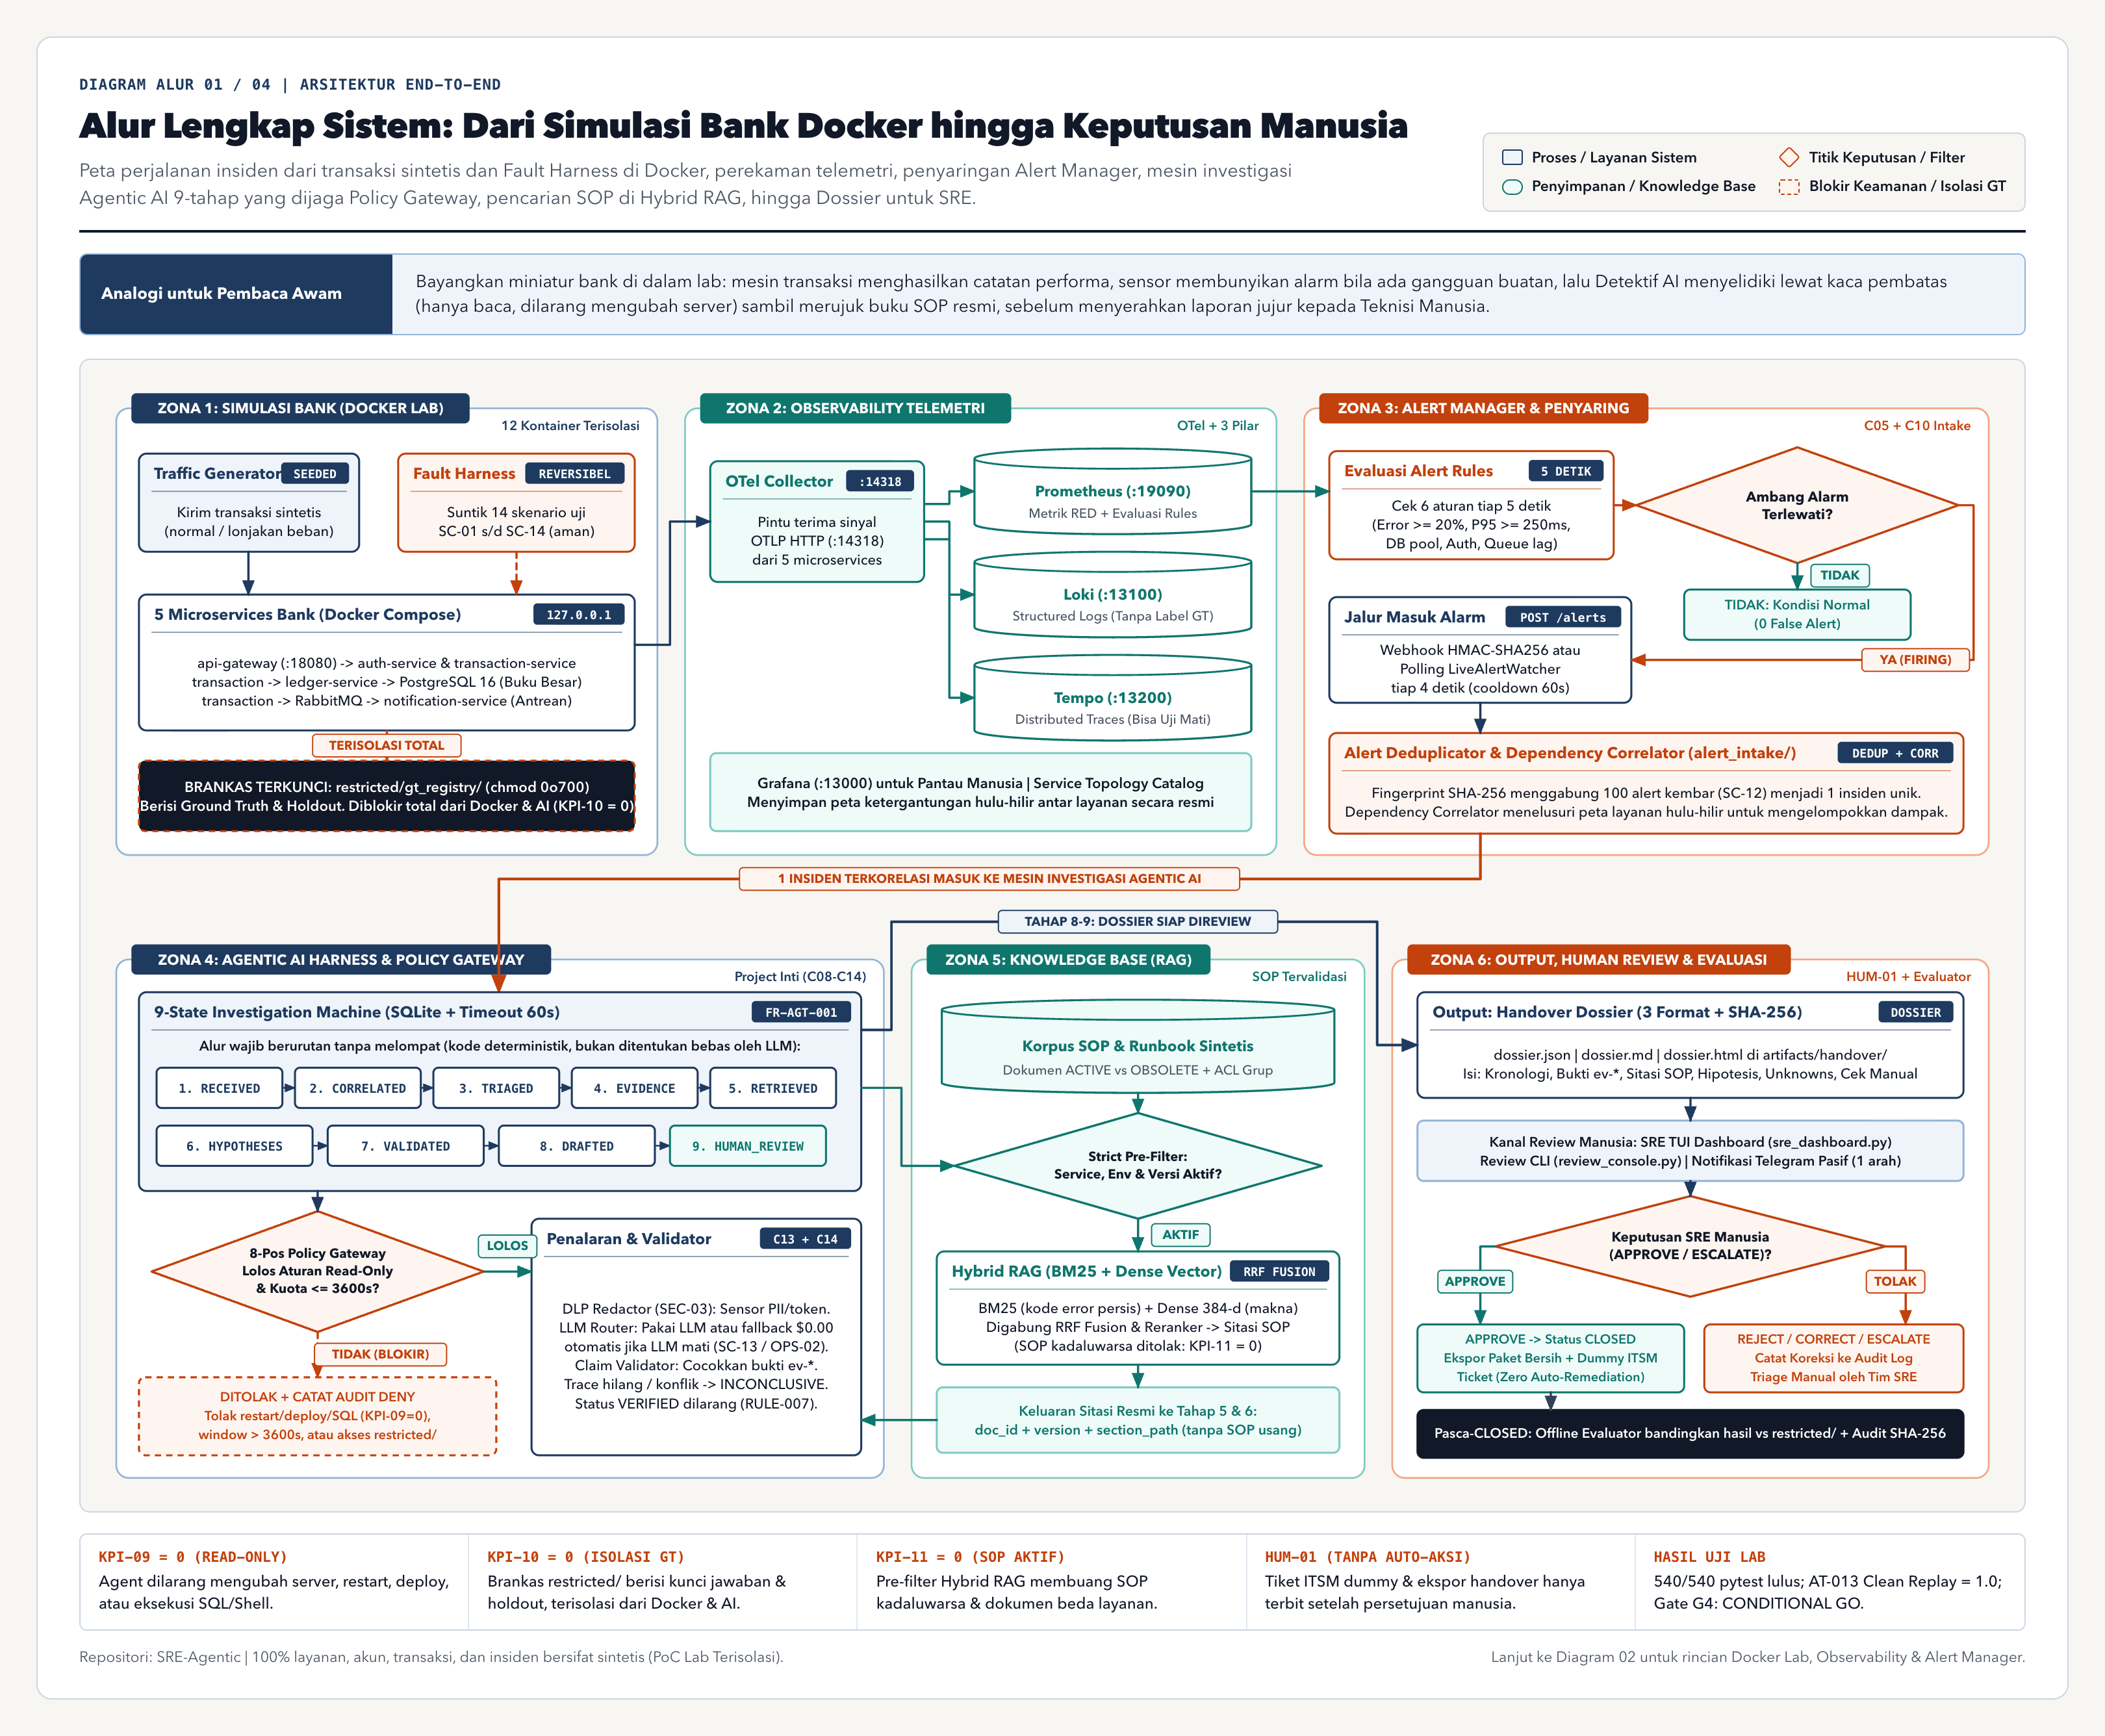 DIAGRAM ALUR 01 / 04 | ARSITEKTUR END-TO-END
Alur Lengkap Sistem: Dari Simulasi Bank Docker hingga Keputusan Manusia
Peta perjalanan insiden dari transaksi sintetis dan Fault Harness di Docker, perekaman telemetri, penyaringan Alert Manager, mesin investigasi
Agentic AI 9-tahap yang dijaga Policy Gateway, pencarian SOP di Hybrid RAG, hingga Dossier untuk SRE.
Proses / Layanan Sistem
Titik Keputusan / Filter
Penyimpanan / Knowledge Base
Blokir Keamanan / Isolasi GT
Analogi untuk Pembaca Awam
Bayangkan miniatur bank di dalam lab: mesin transaksi menghasilkan catatan performa, sensor membunyikan alarm bila ada gangguan buatan, lalu Detektif AI menyelidiki lewat kaca pembatas
(hanya baca, dilarang mengubah server) sambil merujuk buku SOP resmi, sebelum menyerahkan laporan jujur kepada Teknisi Manusia.
ZONA 1: SIMULASI BANK (DOCKER LAB)
12 Kontainer Terisolasi
Traffic Generator
SEEDED
Kirim transaksi sintetis
(normal / lonjakan beban)
Fault Harness
REVERSIBEL
Suntik 14 skenario uji
SC-01 s/d SC-14 (aman)
5 Microservices Bank (Docker Compose)
127.0.0.1
api-gateway (:18080) -> auth-service & transaction-service
transaction -> ledger-service -> PostgreSQL 16 (Buku Besar)
transaction -> RabbitMQ -> notification-service (Antrean)
TERISOLASI TOTAL
BRANKAS TERKUNCI: restricted/gt_registry/ (chmod 0o700)
Berisi Ground Truth & Holdout. Diblokir total dari Docker & AI (KPI-10 = 0)
ZONA 2: OBSERVABILITY TELEMETRI
OTel + 3 Pilar
OTel Collector
:14318
Pintu terima sinyal
OTLP HTTP (:14318)
dari 5 microservices
Prometheus (:19090)
Metrik RED + Evaluasi Rules
Loki (:13100)
Structured Logs (Tanpa Label GT)
Tempo (:13200)
Distributed Traces (Bisa Uji Mati)
Grafana (:13000) untuk Pantau Manusia | Service Topology Catalog
Menyimpan peta ketergantungan hulu-hilir antar layanan secara resmi
ZONA 3: ALERT MANAGER & PENYARING
C05 + C10 Intake
Evaluasi Alert Rules
5 DETIK
Cek 6 aturan tiap 5 detik
(Error >= 20%, P95 >= 250ms,
DB pool, Auth, Queue lag)
Ambang Alarm
Terlewati?
TIDAK
TIDAK: Kondisi Normal
(0 False Alert)
YA (FIRING)
Jalur Masuk Alarm
POST /alerts
Webhook HMAC-SHA256 atau
Polling LiveAlertWatcher
tiap 4 detik (cooldown 60s)
Alert Deduplicator & Dependency Correlator (alert_intake/)
DEDUP + CORR
Fingerprint SHA-256 menggabung 100 alert kembar (SC-12) menjadi 1 insiden unik.
Dependency Correlator menelusuri peta layanan hulu-hilir untuk mengelompokkan dampak.
1 INSIDEN TERKORELASI MASUK KE MESIN INVESTIGASI AGENTIC AI
TAHAP 8-9: DOSSIER SIAP DIREVIEW
ZONA 4: AGENTIC AI HARNESS & POLICY GATEWAY
Project Inti (C08-C14)
9-State Investigation Machine (SQLite + Timeout 60s)
FR-AGT-001
Alur wajib berurutan tanpa melompat (kode deterministik, bukan ditentukan bebas oleh LLM):
1. RECEIVED
2. CORRELATED
3. TRIAGED
4. EVIDENCE
5. RETRIEVED
6. HYPOTHESES
7. VALIDATED
8. DRAFTED
9. HUMAN_REVIEW
8-Pos Policy Gateway
Lolos Aturan Read-Only
& Kuota <= 3600s?
LOLOS
TIDAK (BLOKIR)
DITOLAK + CATAT AUDIT DENY
Tolak restart/deploy/SQL (KPI-09=0),
window > 3600s, atau akses restricted/
Penalaran & Validator
C13 + C14
DLP Redactor (SEC-03): Sensor PII/token.
LLM Router: Pakai LLM atau fallback $0.00
otomatis jika LLM mati (SC-13 / OPS-02).
Claim Validator: Cocokkan bukti ev-*.
Trace hilang / konflik -> INCONCLUSIVE.
Status VERIFIED dilarang (RULE-007).
ZONA 5: KNOWLEDGE BASE (RAG)
SOP Tervalidasi
Korpus SOP & Runbook Sintetis
Dokumen ACTIVE vs OBSOLETE + ACL Grup
Strict Pre-Filter:
Service, Env & Versi Aktif?
AKTIF
Hybrid RAG (BM25 + Dense Vector)
RRF FUSION
BM25 (kode error persis) + Dense 384-d (makna)
Digabung RRF Fusion & Reranker -> Sitasi SOP
(SOP kadaluwarsa ditolak: KPI-11 = 0)
Keluaran Sitasi Resmi ke Tahap 5 & 6:
doc_id + version + section_path (tanpa SOP usang)
ZONA 6: OUTPUT, HUMAN REVIEW & EVALUASI
HUM-01 + Evaluator
Output: Handover Dossier (3 Format + SHA-256)
DOSSIER
dossier.json | dossier.md | dossier.html di artifacts/handover/
Isi: Kronologi, Bukti ev-*, Sitasi SOP, Hipotesis, Unknowns, Cek Manual
Kanal Review Manusia: SRE TUI Dashboard (sre_dashboard.py)
Review CLI (review_console.py) | Notifikasi Telegram Pasif (1 arah)
Keputusan SRE Manusia
(APPROVE / ESCALATE)?
APPROVE
TOLAK
APPROVE -> Status CLOSED
Ekspor Paket Bersih + Dummy ITSM
Ticket (Zero Auto-Remediation)
REJECT / CORRECT / ESCALATE
Catat Koreksi ke Audit Log
Triage Manual oleh Tim SRE
Pasca-CLOSED: Offline Evaluator bandingkan hasil vs restricted/ + Audit SHA-256
KPI-09 = 0 (READ-ONLY)
Agent dilarang mengubah server, restart, deploy,
atau eksekusi SQL/Shell.
KPI-10 = 0 (ISOLASI GT)
Brankas restricted/ berisi kunci jawaban &
holdout, terisolasi dari Docker & AI.
KPI-11 = 0 (SOP AKTIF)
Pre-filter Hybrid RAG membuang SOP
kadaluwarsa & dokumen beda layanan.
HUM-01 (TANPA AUTO-AKSI)
Tiket ITSM dummy & ekspor handover hanya
terbit setelah persetujuan manusia.
HASIL UJI LAB
540/540 pytest lulus; AT-013 Clean Replay = 1.0;
Gate G4: CONDITIONAL GO.
Repositori: SRE-Agentic | 100% layanan, akun, transaksi, dan insiden bersifat sintetis (PoC Lab Terisolasi).
Lanjut ke Diagram 02 untuk rincian Docker Lab, Observability & Alert Manager.